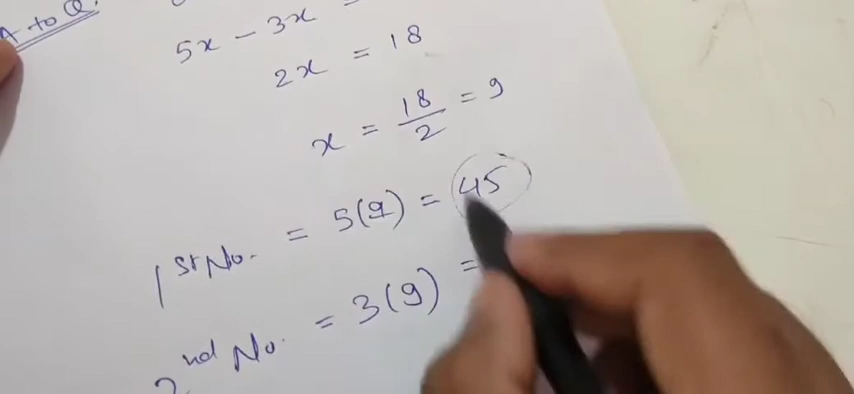 A to Q.
5x - 3x =
2x = 18
x = 18/2 = 9
1st No. = 5(9) = 45
2nd No. = 3(9) =